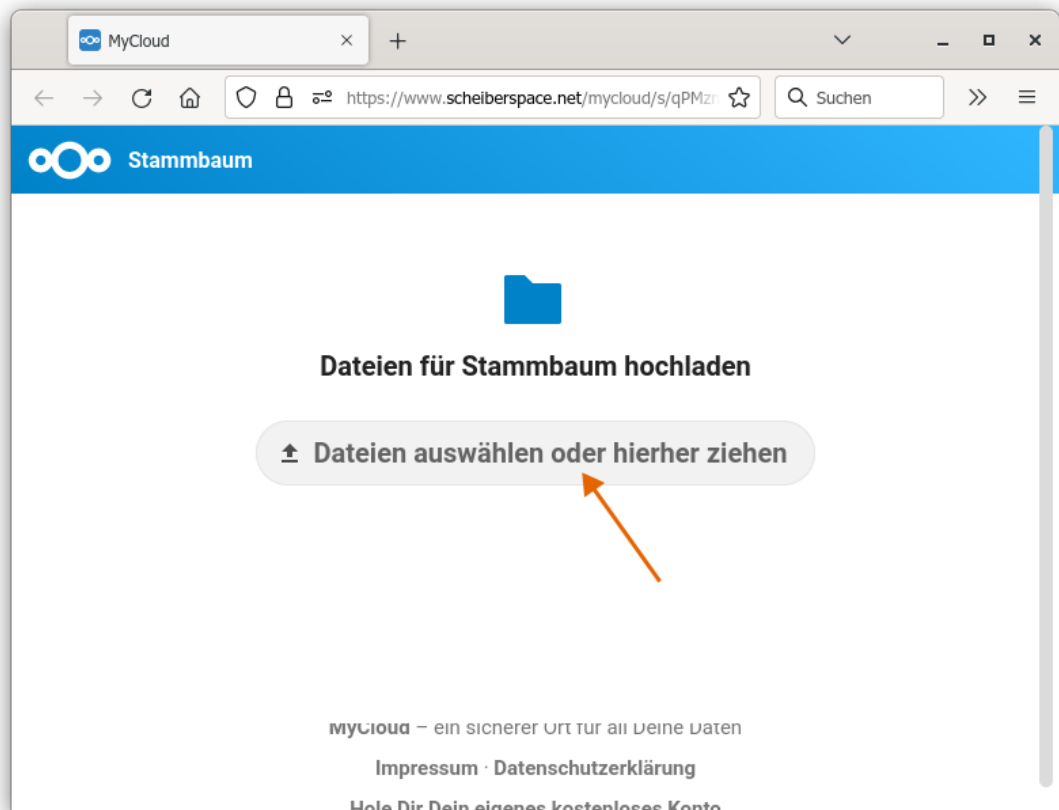 MyCloud
https://www.scheiberspace.net/mycloud/s/qPMzr
Suchen
Stammbaum
Dateien für Stammbaum hochladen
Dateien auswählen oder hierher ziehen
MyCloud – ein sicherer Ort für all Deine Daten
Impressum · Datenschutzerklärung
Hole Dir Dein eigenes kostenloses Konto